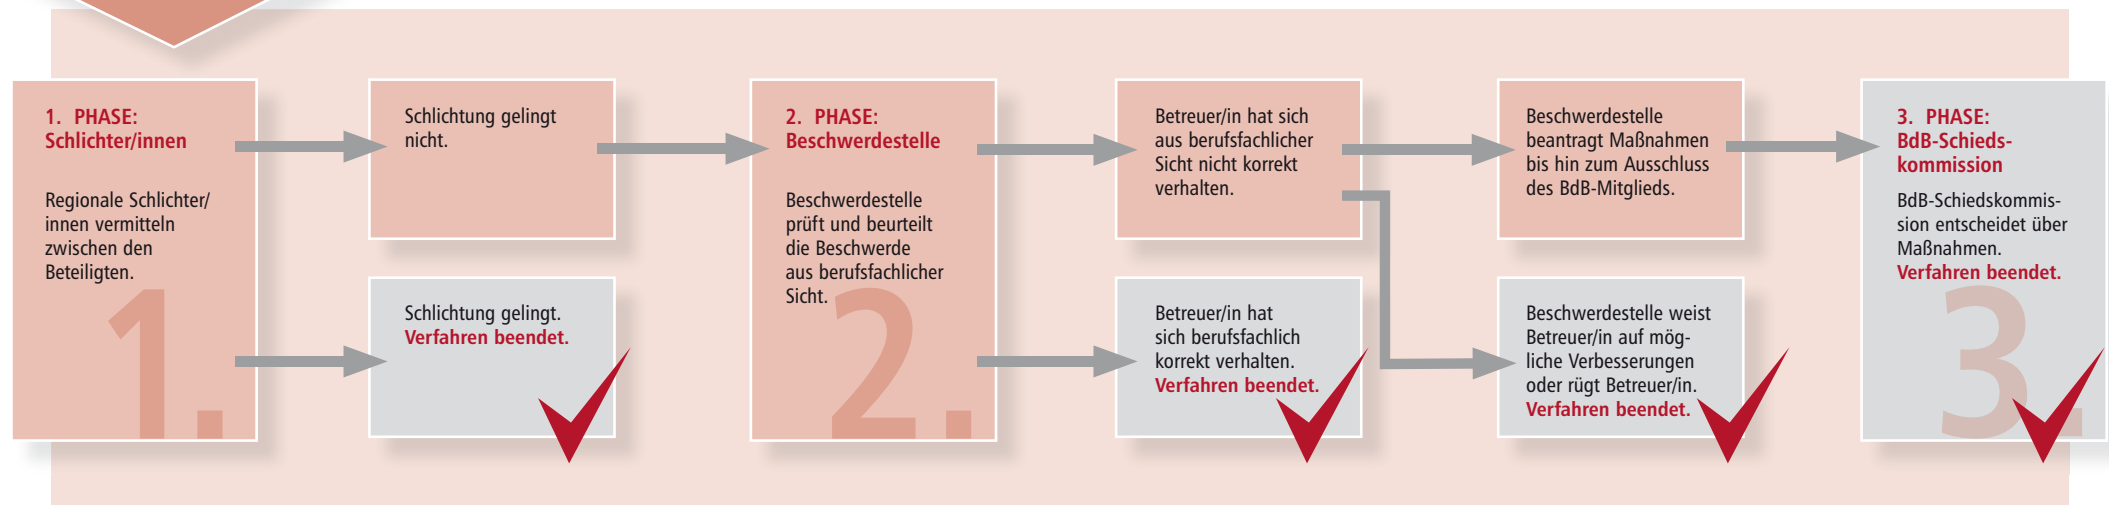 1. PHASE:
Schlichter/innen
Regionale Schlichter/
innen vermitteln
zwischen den
Beteiligten.
1.
Schlichtung gelingt
nicht.
Schlichtung gelingt.
Verfahren beendet.
2. PHASE:
Beschwerdestelle
Beschwerdestelle
prüft und beurteilt
die Beschwerde
aus berufsfachlicher
Sicht.
2.
Betreuer/in hat sich
aus berufsfachlicher
Sicht nicht korrekt
verhalten.
Betreuer/in hat
sich berufsfachlich
korrekt verhalten.
Verfahren beendet.
Beschwerdestelle
beantragt Maßnahmen
bis hin zum Ausschluss
des BdB-Mitglieds.
Beschwerdestelle weist
Betreuer/in auf mög-
liche Verbesserungen
oder rügt Betreuer/in.
Verfahren beendet.
3. PHASE:
BdB-Schieds-
kommission
BdB-Schiedskommis-
sion entscheidet über
Maßnahmen.
Verfahren beendet.
3.